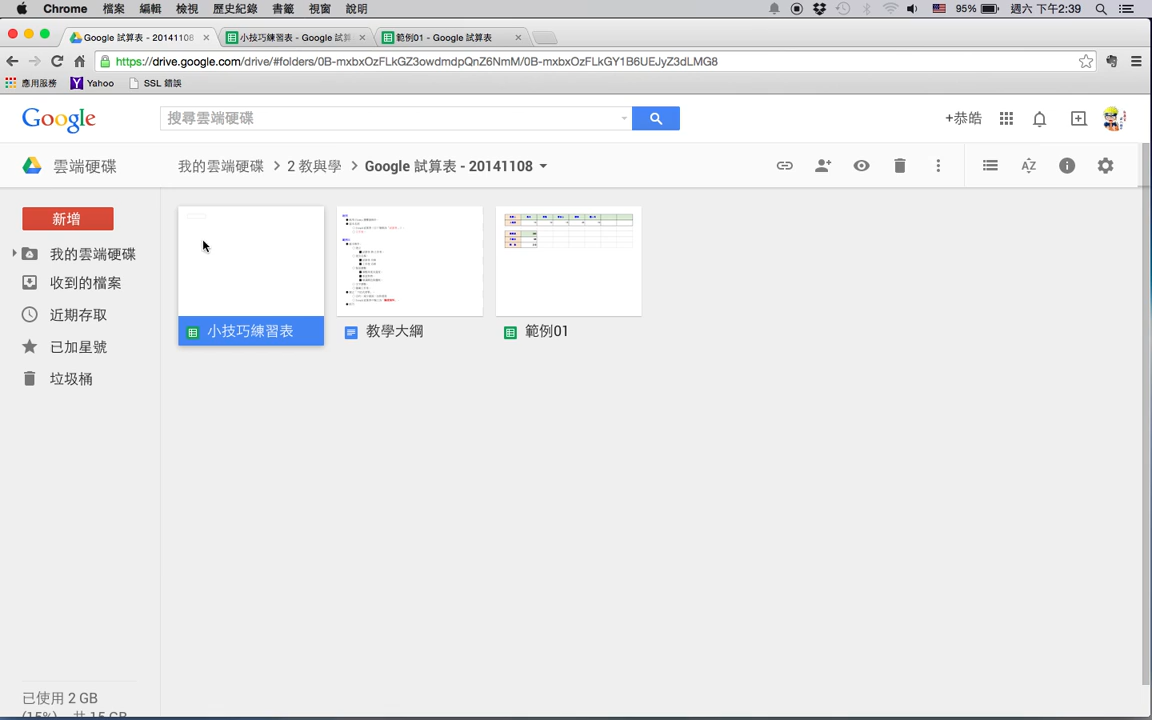 Chrome 檔案 編輯 檢視 歷史紀錄 書籤 視窗 說明 95% 週六 下午2:39
Google 試算表 - 20141108 小技巧練習表 - Google 試算 範例01 - Google 試算表
https://drive.google.com/drive/#folders/0B-mxbxOzFLkGZ3owdmdpQnZ6NmM/0B-mxbxOzFLkGY1B6UEJyZ3dLMG8
應用服務 Yahoo SSL 錯誤
Google 搜尋雲端硬碟 +恭皓
雲端硬碟 我的雲端硬碟 > 2 教與學 > Google 試算表 - 20141108
新增
我的雲端硬碟
收到的檔案
近期存取
已加星號
垃圾桶
小技巧練習表 教學大綱 範例01
已使用 2 GB
(15%)，共 15 GB